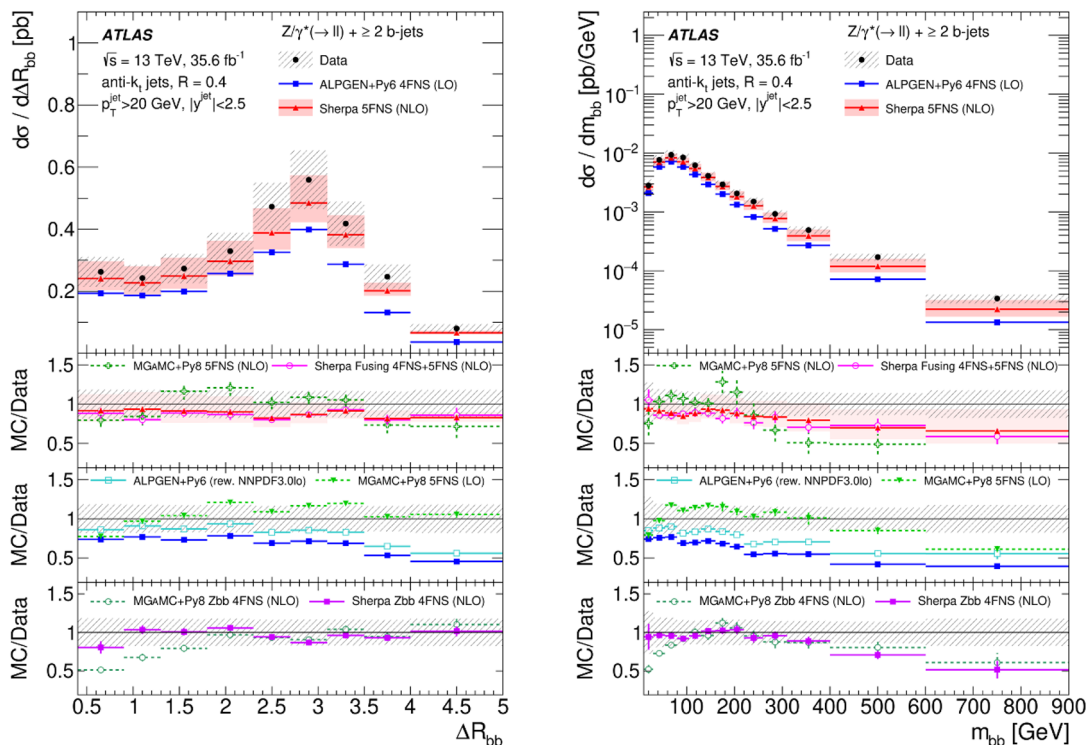 ATLAS
Z/γ*(→ ll) + ≥ 2 b-jets
√s = 13 TeV, 35.6 fb⁻¹
anti-kₜ jets, R = 0.4
p_T^jet>20 GeV, |y^jet|<2.5
Data
ALPGEN+Py6 4FNS (LO)
Sherpa 5FNS (NLO)
dσ / dΔR_bb [pb]
1
0.8
0.6
0.4
0.2
MC/Data
1.5
1
0.5
MGAMC+Py8 5FNS (NLO)
Sherpa Fusing 4FNS+5FNS (NLO)
MC/Data
1.5
1
0.5
ALPGEN+Py6 (rew. NNPDF3.0lo)
MGAMC+Py8 5FNS (LO)
MC/Data
1.5
1
0.5
MGAMC+Py8 Zbb 4FNS (NLO)
Sherpa Zbb 4FNS (NLO)
0.5 1 1.5 2 2.5 3 3.5 4 4.5 5
ΔR_bb
ATLAS
Z/γ*(→ ll) + ≥ 2 b-jets
√s = 13 TeV, 35.6 fb⁻¹
anti-kₜ jets, R = 0.4
p_T^jet>20 GeV, |y^jet|<2.5
Data
ALPGEN+Py6 4FNS (LO)
Sherpa 5FNS (NLO)
dσ / dm_bb [pb/GeV]
1
10⁻¹
10⁻²
10⁻³
10⁻⁴
10⁻⁵
MC/Data
1.5
1
0.5
MGAMC+Py8 5FNS (NLO)
Sherpa Fusing 4FNS+5FNS (NLO)
MC/Data
1.5
1
0.5
ALPGEN+Py6 (rew. NNPDF3.0lo)
MGAMC+Py8 5FNS (LO)
MC/Data
1.5
1
0.5
MGAMC+Py8 Zbb 4FNS (NLO)
Sherpa Zbb 4FNS (NLO)
100 200 300 400 500 600 700 800 900
m_bb [GeV]